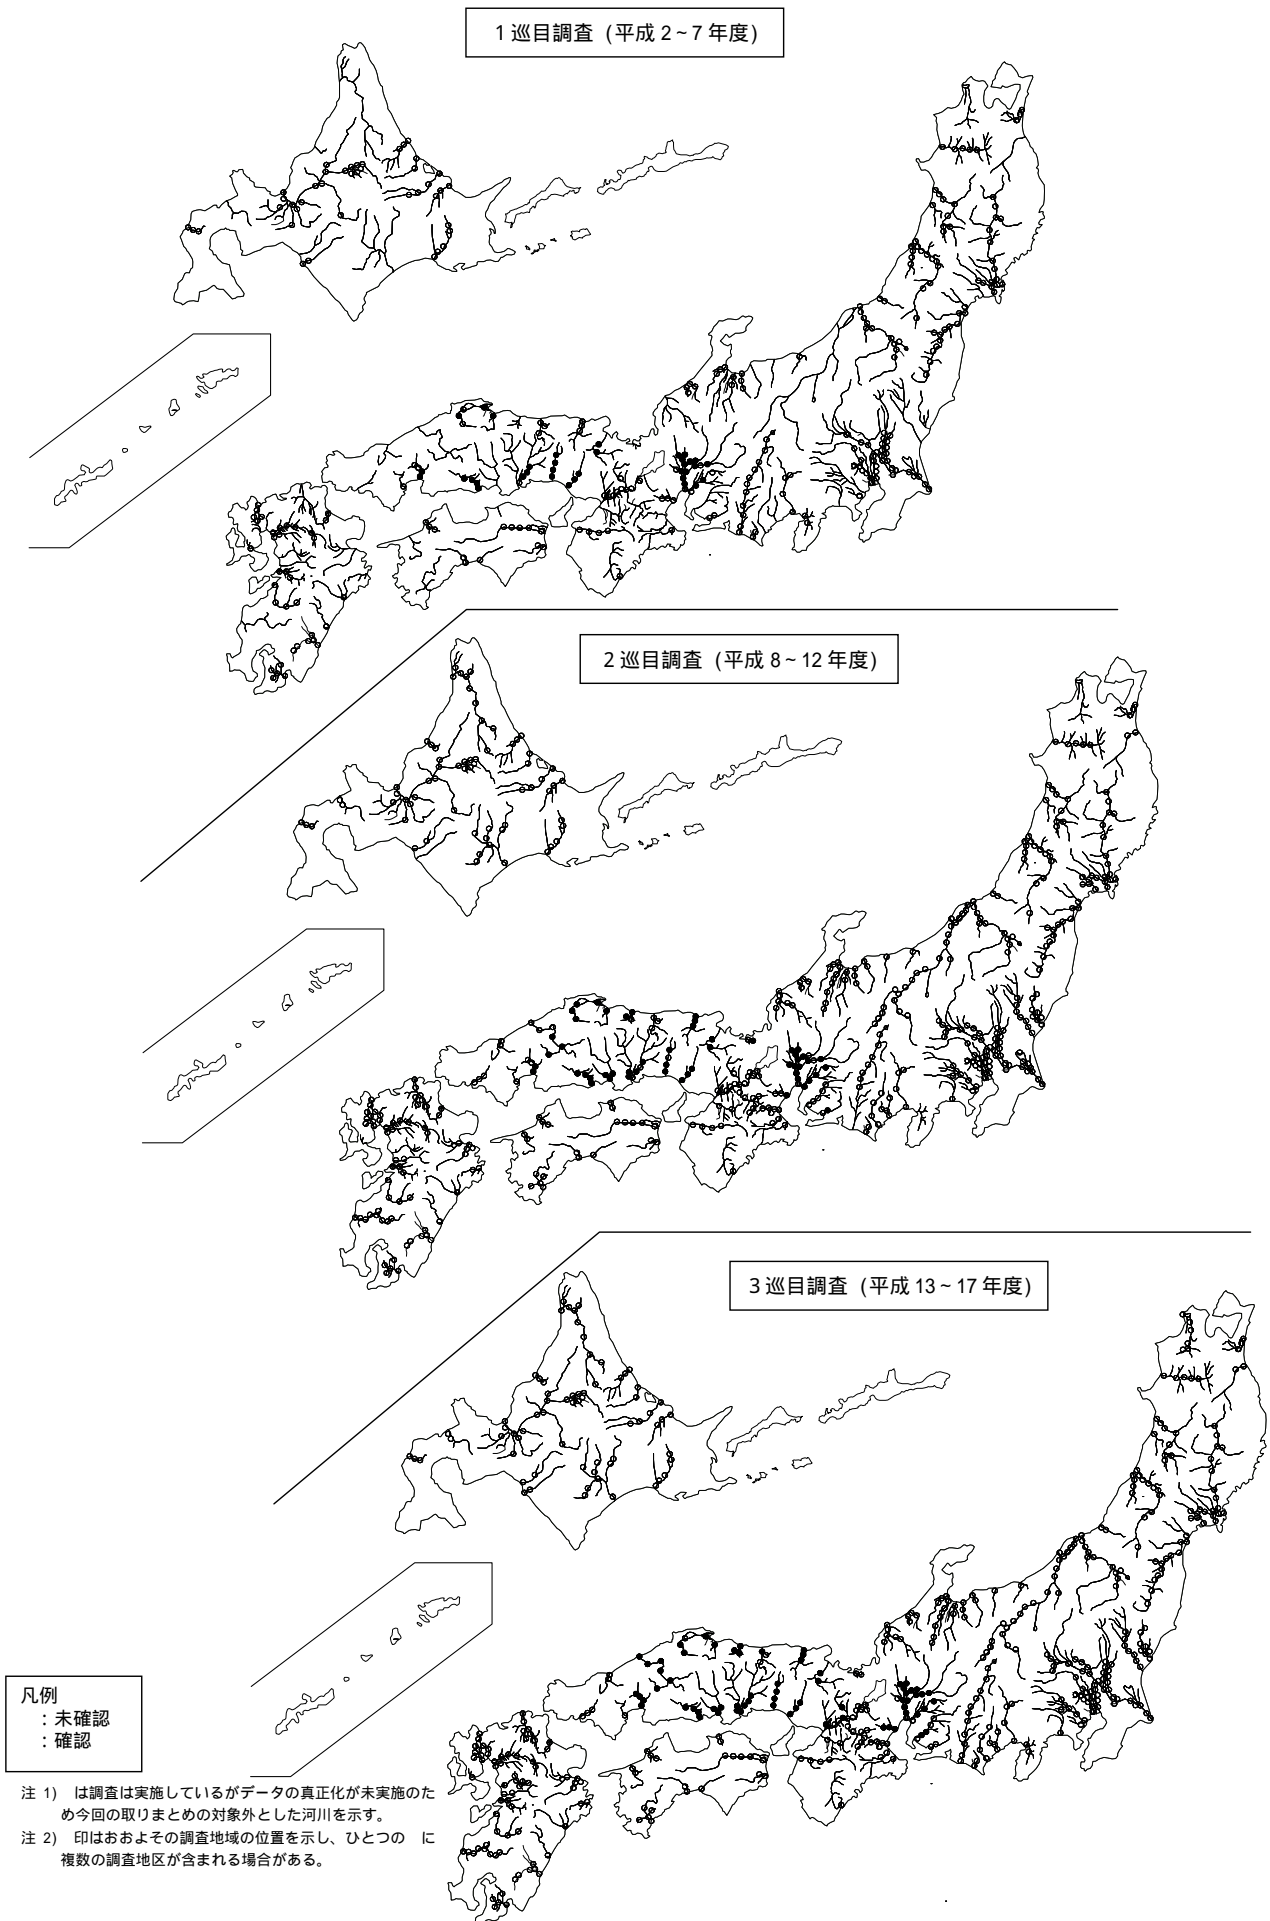 1巡目調査 (平成2~7年度)
2巡目調査 (平成8~12年度)
3巡目調査 (平成13~17年度)
凡例
：未確認
：確認
注 1) は調査は実施しているがデータの真正化が未実施のた
め今回の取りまとめの対象外とした河川を示す。
注 2) 印はおおよその調査地域の位置を示し、ひとつの に
複数の調査地区が含まれる場合がある。